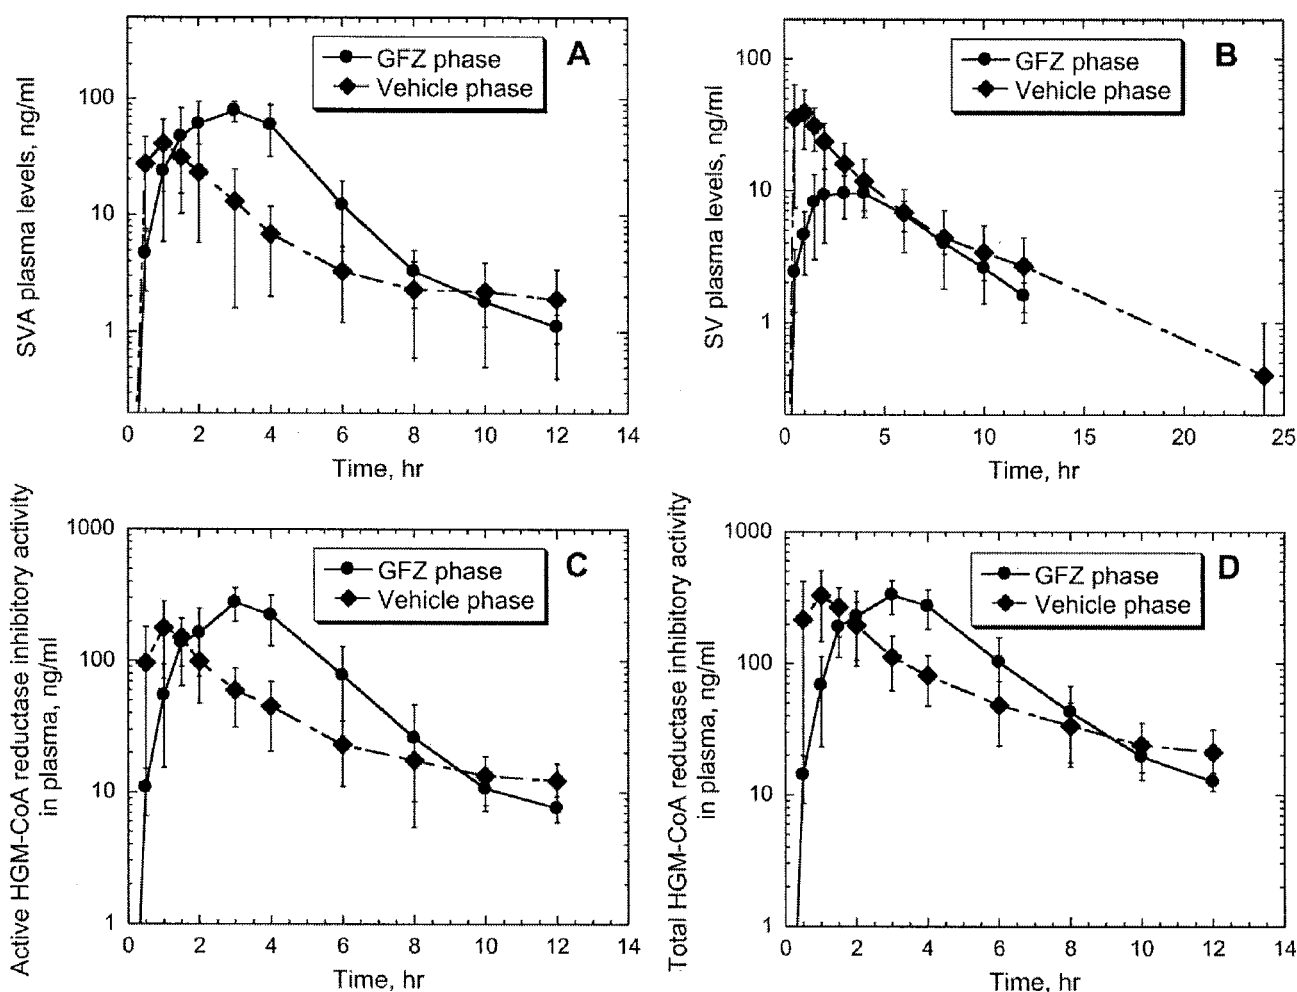 A
GFZ phase
Vehicle phase
SVA plasma levels, ng/ml
100
10
1
0 2 4 6 8 10 12 14
Time, hr
B
GFZ phase
Vehicle phase
SV plasma levels, ng/ml
100
10
1
0 5 10 15 20 25
Time, hr
C
GFZ phase
Vehicle phase
Active HGM-CoA reductase inhibitory activity
in plasma, ng/ml
1000
100
10
1
0 2 4 6 8 10 12 14
Time, hr
D
GFZ phase
Vehicle phase
Total HGM-CoA reductase inhibitory activity
in plasma, ng/ml
1000
100
10
1
0 2 4 6 8 10 12 14
Time, hr